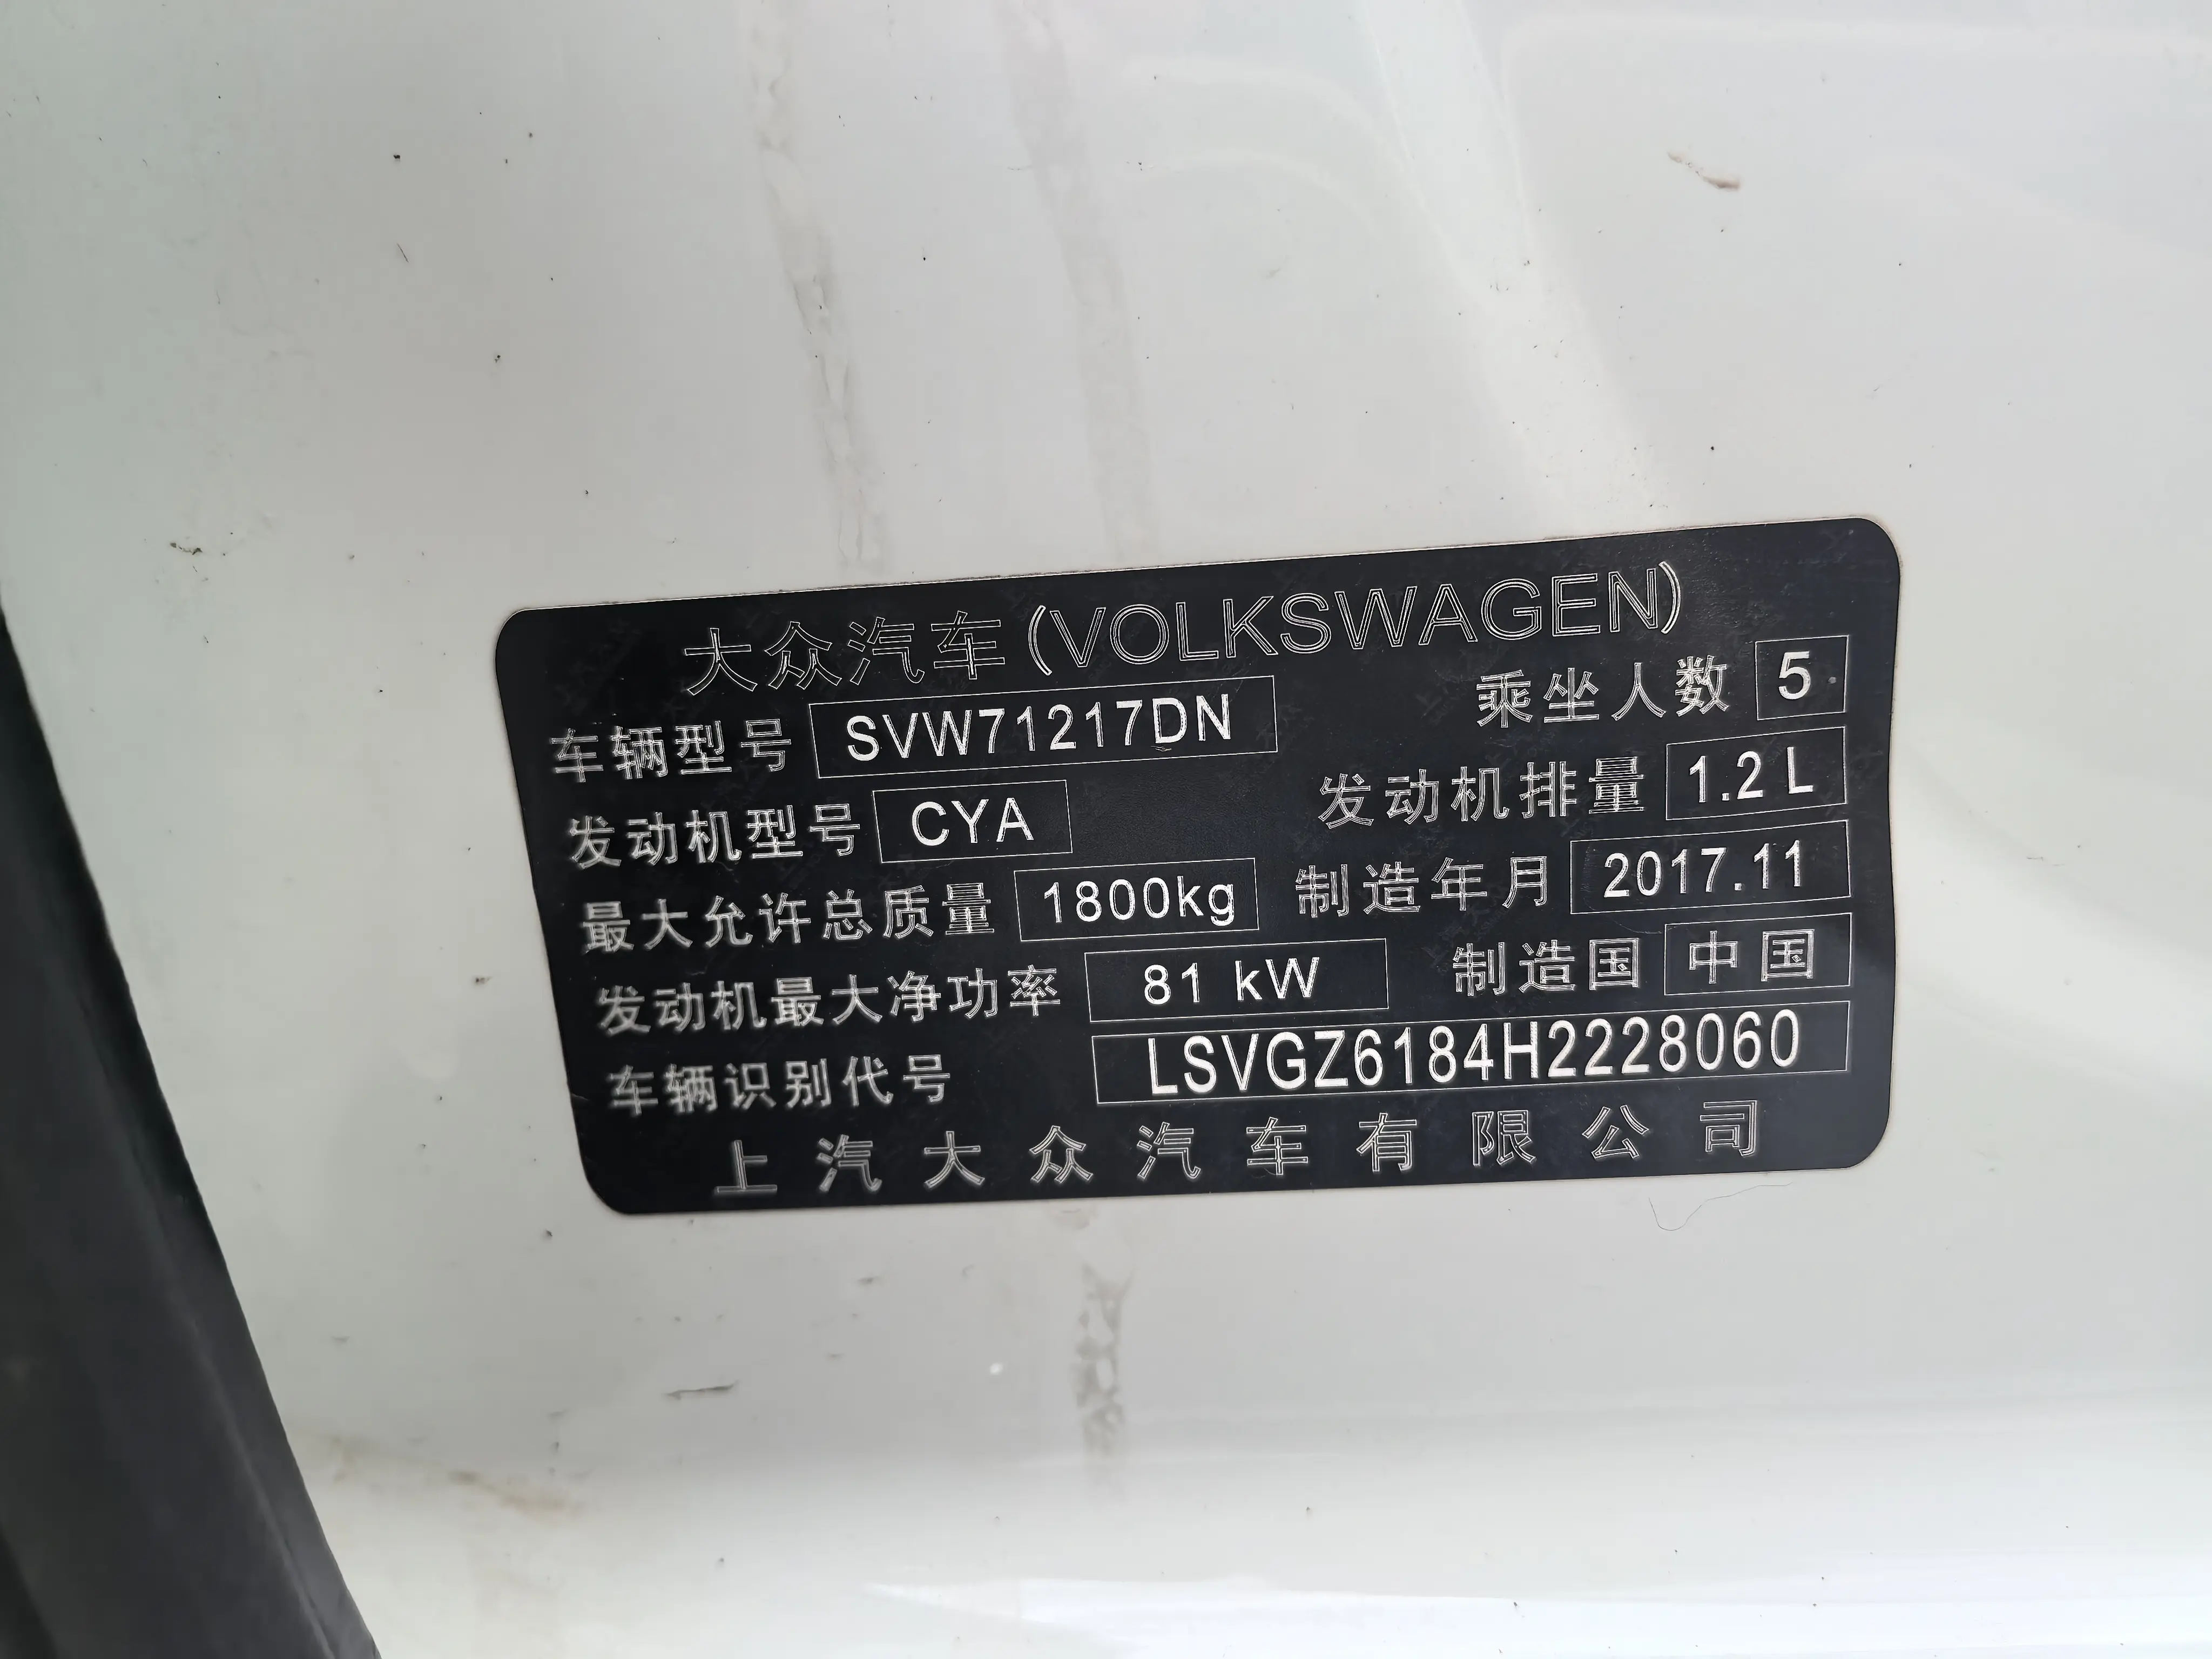 大众汽车(VOLKSWAGEN)
车辆型号 SVW71217DN 乘坐人数 5
发动机型号 CYA 发动机排量 1.2 L
最大允许总质量 1800kg 制造年月 2017.11
发动机最大净功率 81 kW 制造国 中国
车辆识别代号 LSVGZ6184H2228060
上汽大众汽车有限公司